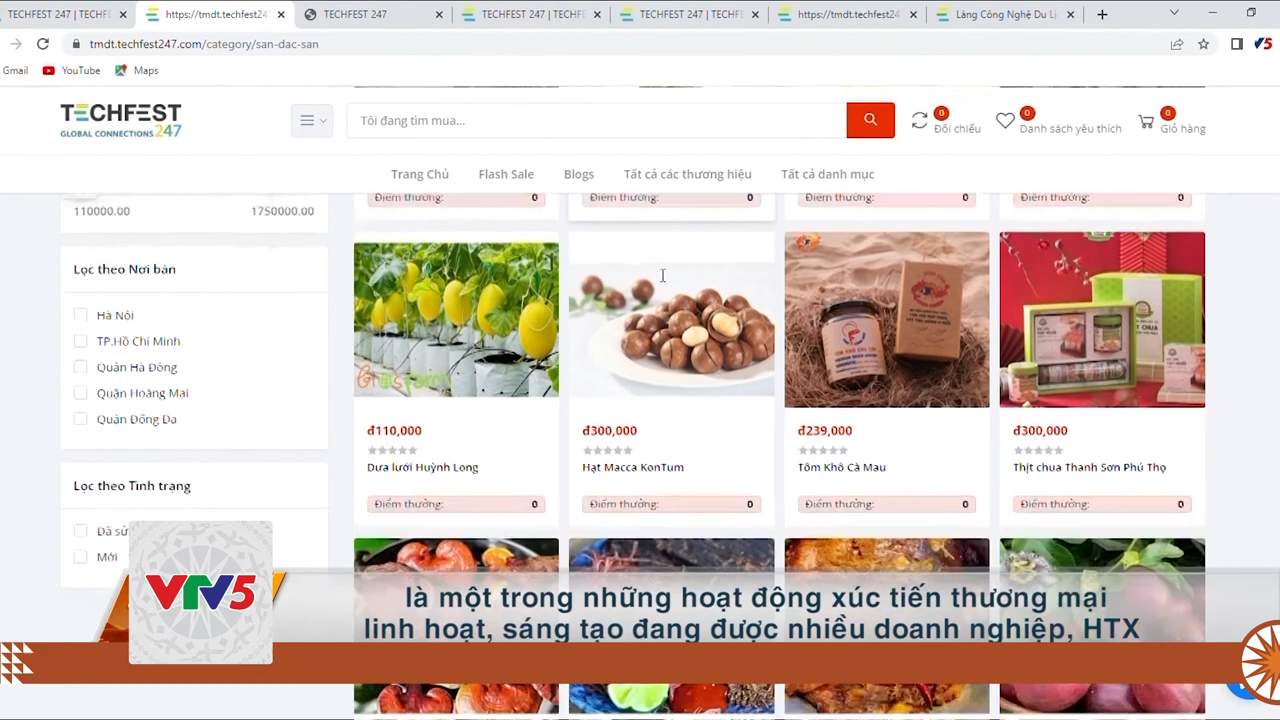 TECHFEST 247 | TECHF
https://tmdt.techfest24
TECHFEST 247
TECHFEST 247 | TECHFE
TECHFEST 247 | TECHFE
https://tmdt.techfest24
Làng Công Nghệ Du Lị
tmdt.techfest247.com/category/san-dac-san
Gmail
YouTube
Maps
TECHFEST
GLOBAL CONNECTIONS 247
Tôi đang tìm mua...
0
Đối chiếu
0
Danh sách yêu thích
0
Giỏ hàng
Trang Chủ
Flash Sale
Blogs
Tất cả các thương hiệu
Tất cả danh mục
110000.00
1750000.00
Điểm thưởng: 0
Điểm thưởng: 0
Điểm thưởng: 0
Điểm thưởng: 0
Lọc theo Nơi bán
Hà Nội
TP.Hồ Chí Minh
Quận Hà Đông
Quận Hoàng Mai
Quận Đống Đa
Lọc theo Tình trạng
Đã sử
Mới
đ110,000
Dưa lưới Huỳnh Long
Điểm thưởng: 0
đ300,000
Hạt Macca KonTum
Điểm thưởng: 0
đ239,000
Tôm Khô Cà Mau
Điểm thưởng: 0
đ300,000
Thịt chua Thanh Sơn Phú Thọ
Điểm thưởng: 0
VTV5
là một trong những hoạt động xúc tiến thương mại
linh hoạt, sáng tạo đang được nhiều doanh nghiệp, HTX